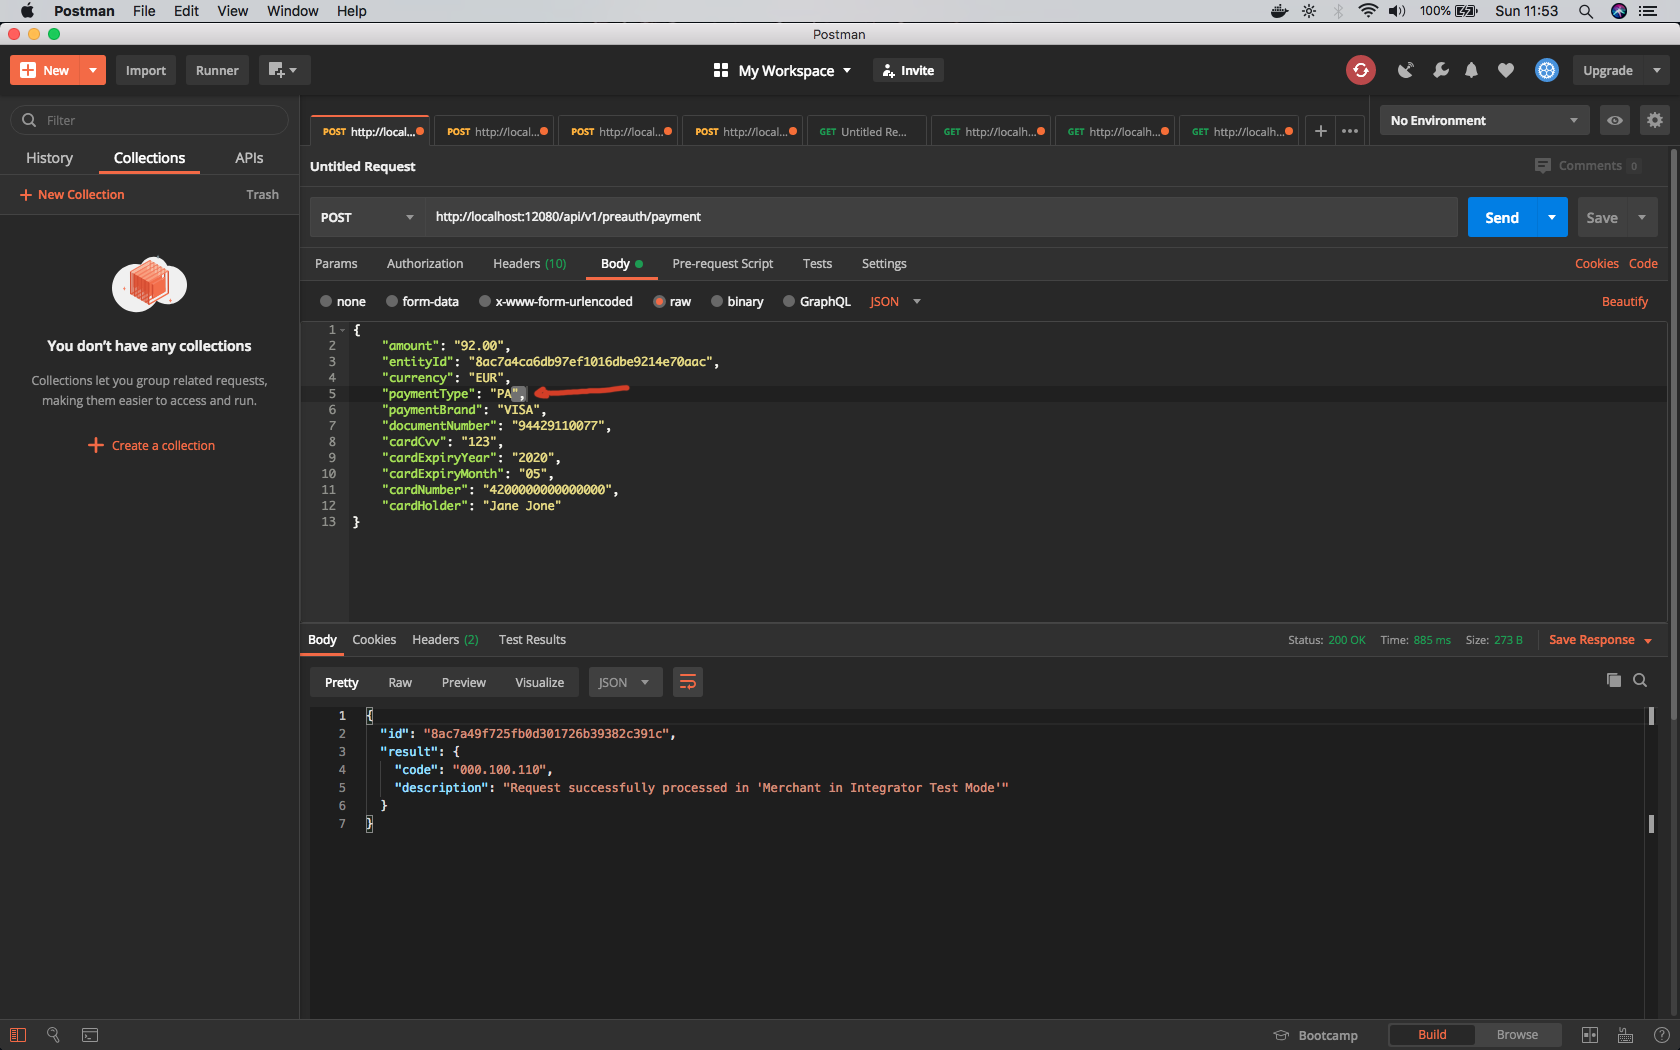 Postman File Edit View Window Help 100% Sun 11:53
Postman
New Import Runner My Workspace Invite Upgrade
Filter
POST http://local... POST http://local... POST http://local... POST http://local... GET Untitled Re... GET http://localh... GET http://localh... GET http://localh... No Environment
History Collections APIs
Untitled Request Comments 0
New Collection Trash
POST http://localhost:12080/api/v1/preauth/payment Send Save
Params Authorization Headers (10) Body Pre-request Script Tests Settings Cookies Code
none form-data x-www-form-urlencoded raw binary GraphQL JSON Beautify
You don't have any collections
Collections let you group related requests,
making them easier to access and run.
Create a collection
1 {
2 "amount": "92.00",
3 "entityId": "8ac7a4ca6db97ef1016dbe9214e70aac",
4 "currency": "EUR",
5 "paymentType": "PA",
6 "paymentBrand": "VISA",
7 "documentNumber": "94429110077",
8 "cardCvv": "123",
9 "cardExpiryYear": "2020",
10 "cardExpiryMonth": "05",
11 "cardNumber": "4200000000000000",
12 "cardHolder": "Jane Jone"
13 }
Body Cookies Headers (2) Test Results Status: 200 OK Time: 885 ms Size: 273 B Save Response
Pretty Raw Preview Visualize JSON
1 {
2 "id": "8ac7a49f725fb0d301726b39382c391c",
3 "result": {
4 "code": "000.100.110",
5 "description": "Request successfully processed in 'Merchant in Integrator Test Mode'"
6 }
7 }
Bootcamp Build Browse